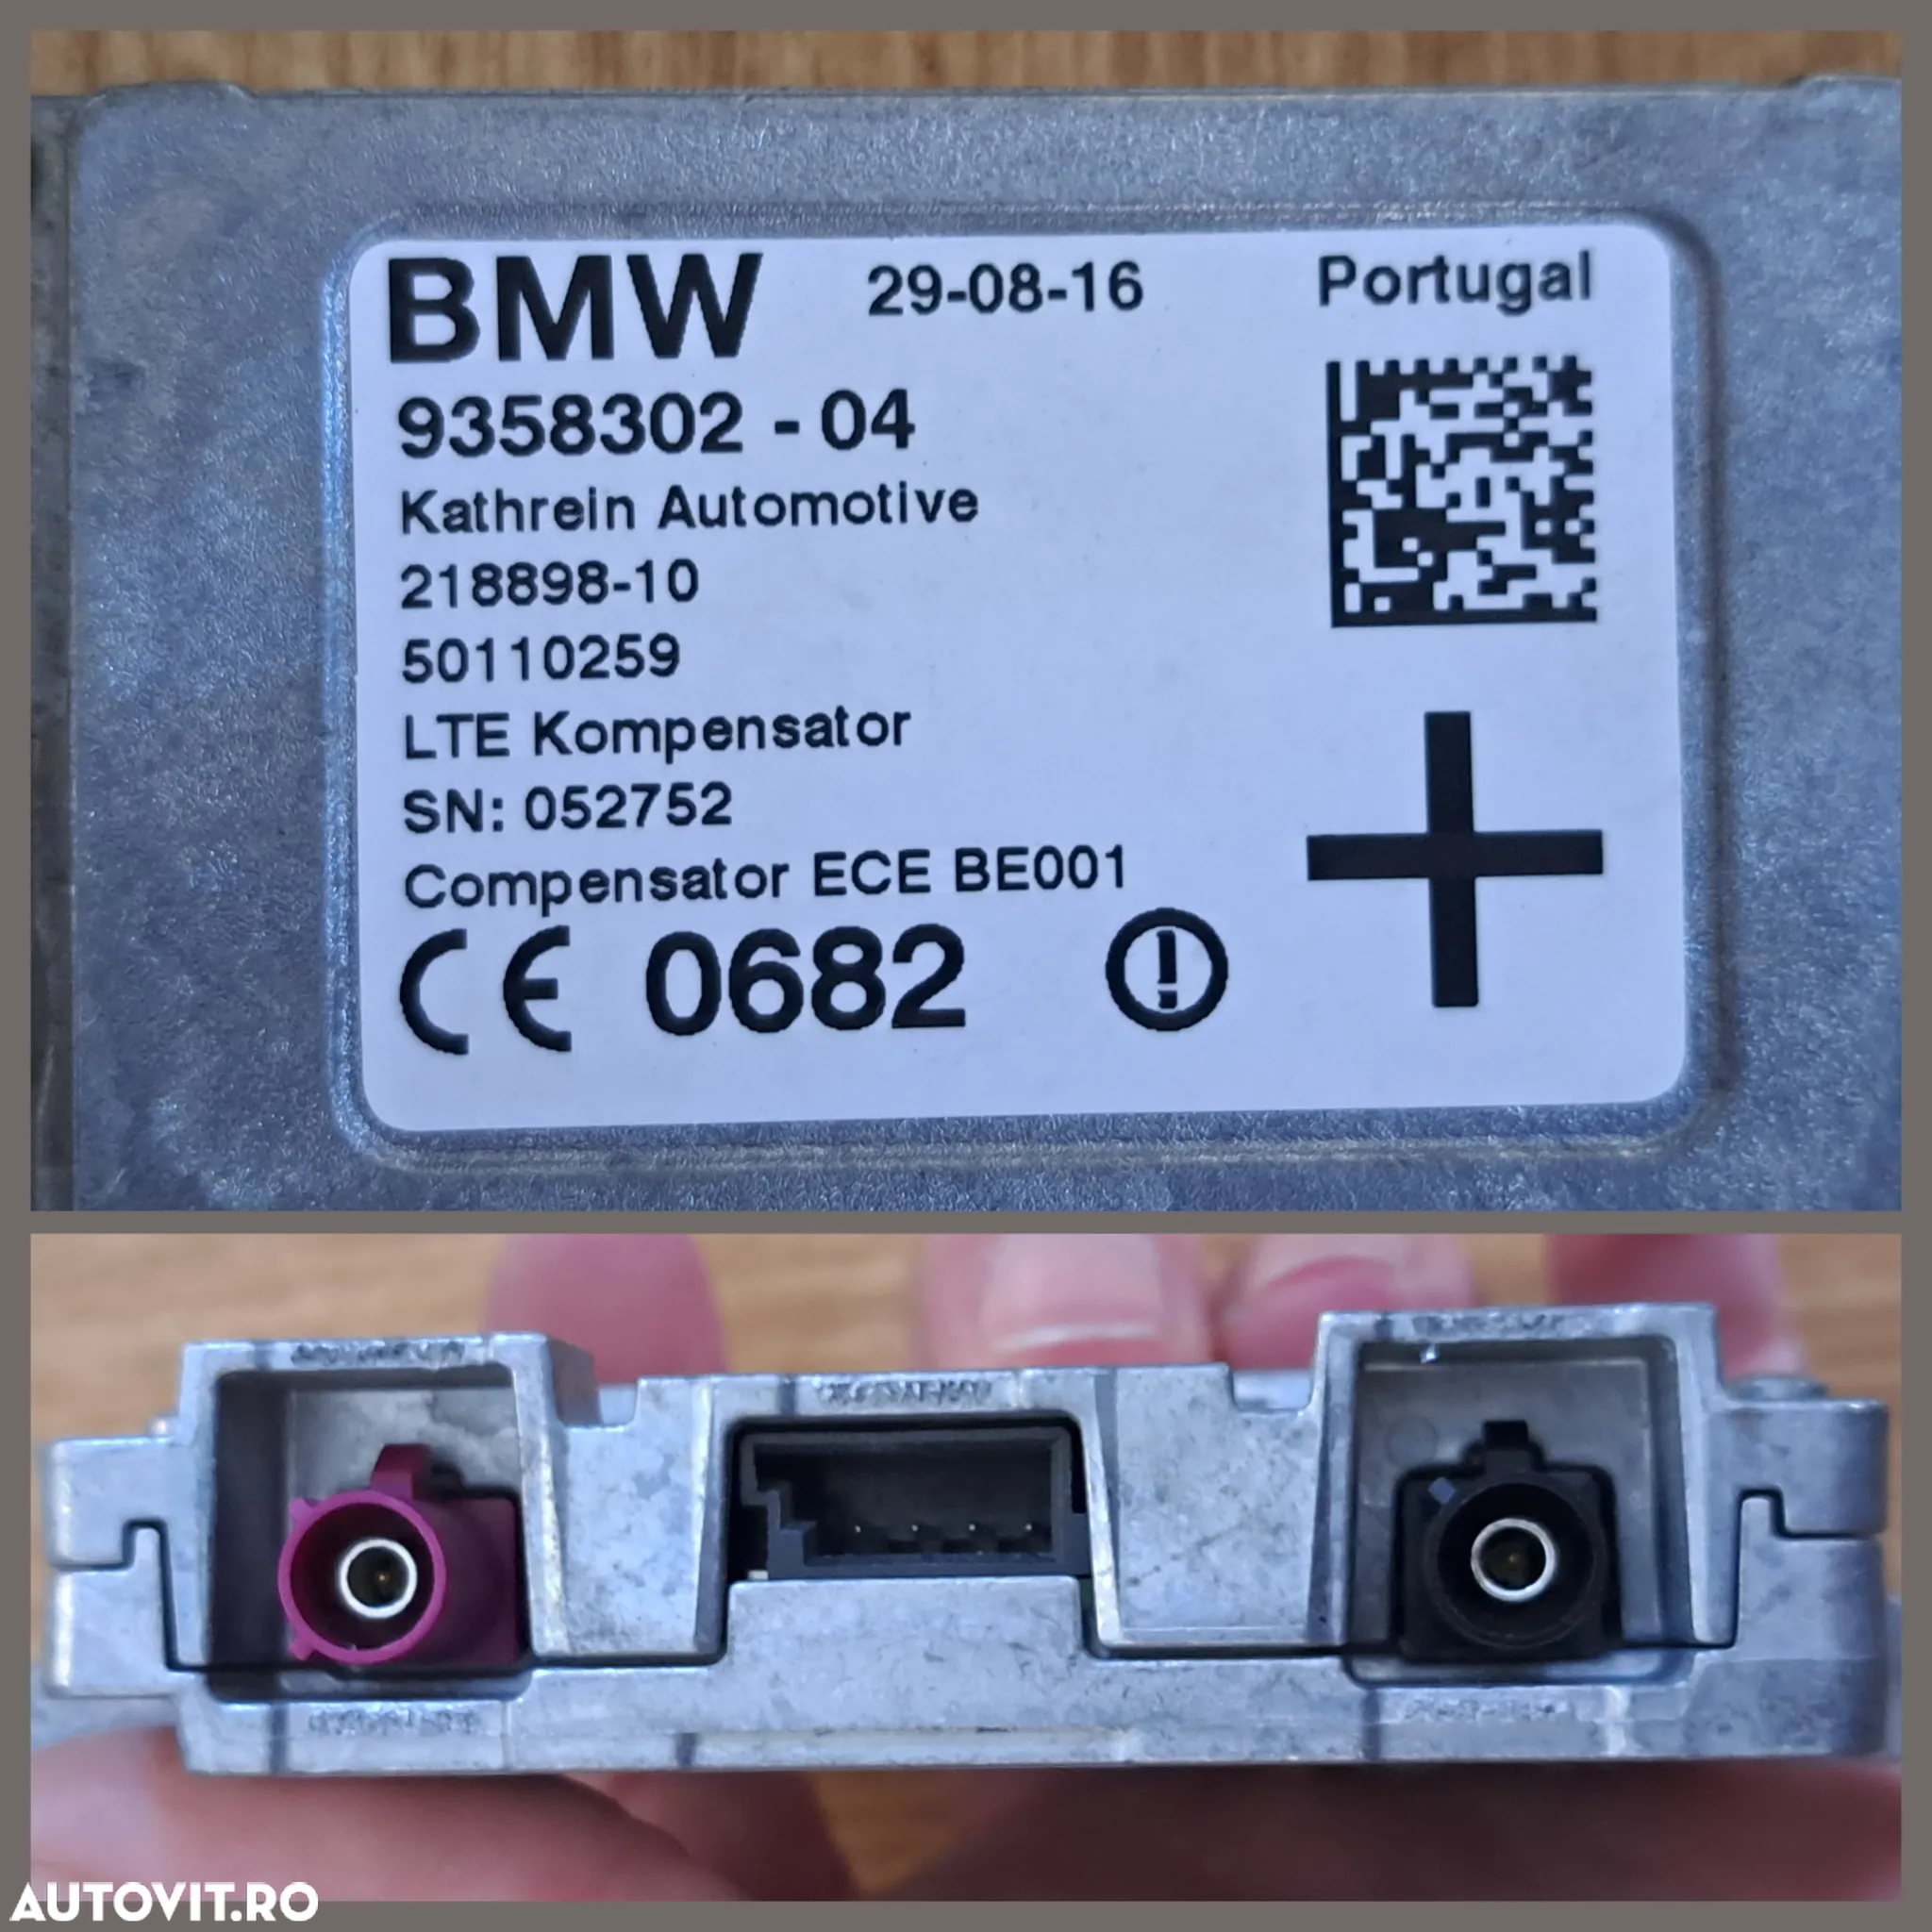 BMW 29-08-16 Portugal
9358302 - 04
Kathrein Automotive
218898-10
50110259
LTE Kompensator
SN: 052752
Compensator ECE BE001
CE 0682
AUTOVIT.RO